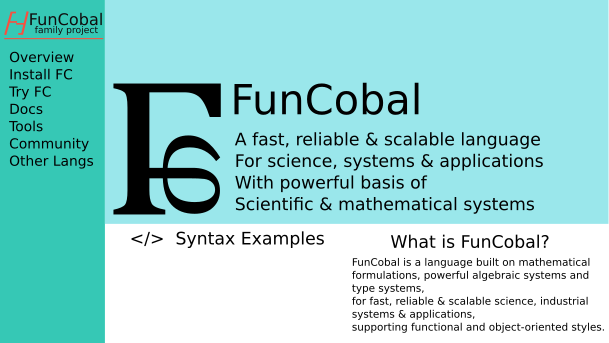 FunCobal
family project
Overview
Install FC
Try FC
Docs
Tools
Community
Other Langs
FunCobal
A fast, reliable & scalable language
For science, systems & applications
With powerful basis of
Scientific & mathematical systems
</> Syntax Examples
What is FunCobal?
FunCobal is a language built on mathematical
formulations, powerful algebraic systems and
type systems,
for fast, reliable & scalable science, industrial
systems & applications,
supporting functional and object-oriented styles.